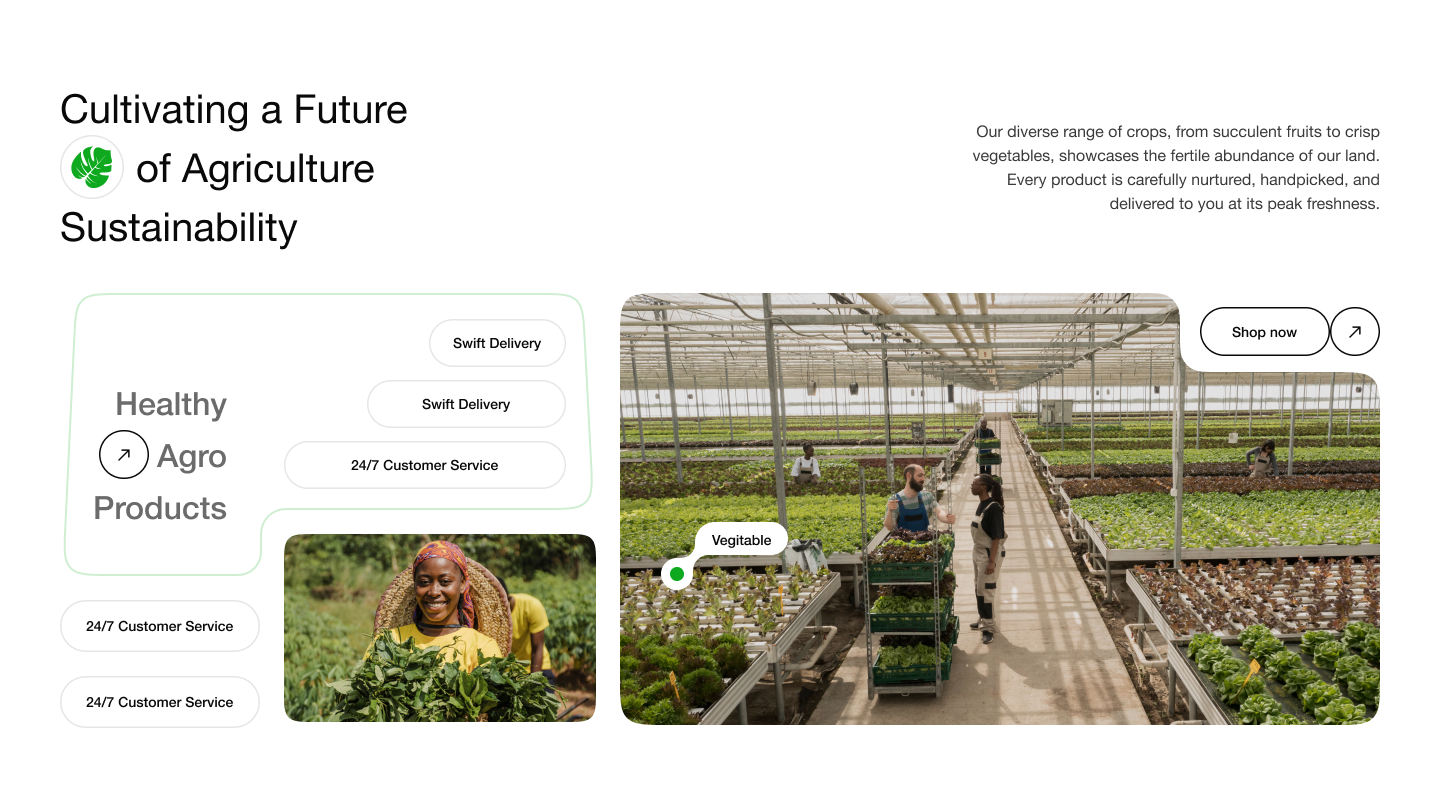 Cultivating a Future
of Agriculture
Sustainability
Our diverse range of crops, from succulent fruits to crisp
vegetables, showcases the fertile abundance of our land.
Every product is carefully nurtured, handpicked, and
delivered to you at its peak freshness.
Healthy
Agro
Products
Swift Delivery
Swift Delivery
24/7 Customer Service
24/7 Customer Service
24/7 Customer Service
Shop now
Vegitable